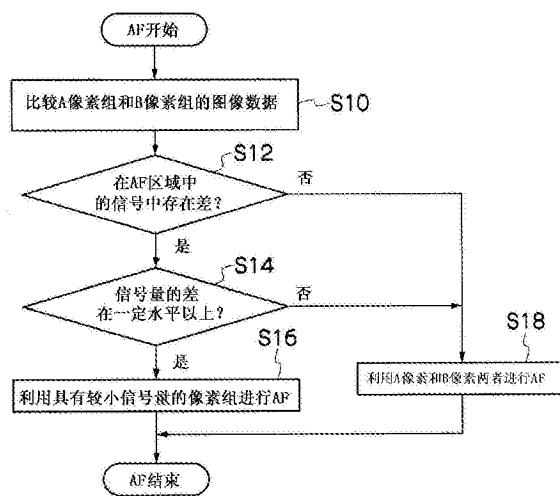 AF开始
比较A像素组和B像素组的图像数据
S10
S12
在AF区域中
的信号中存在差?
否
是
S14
信号量的差
在一定水平以上?
否
是
S16
利用具有较小信号量的像素组进行AF
S18
利用A像素和B像素两者进行AF
AF结束